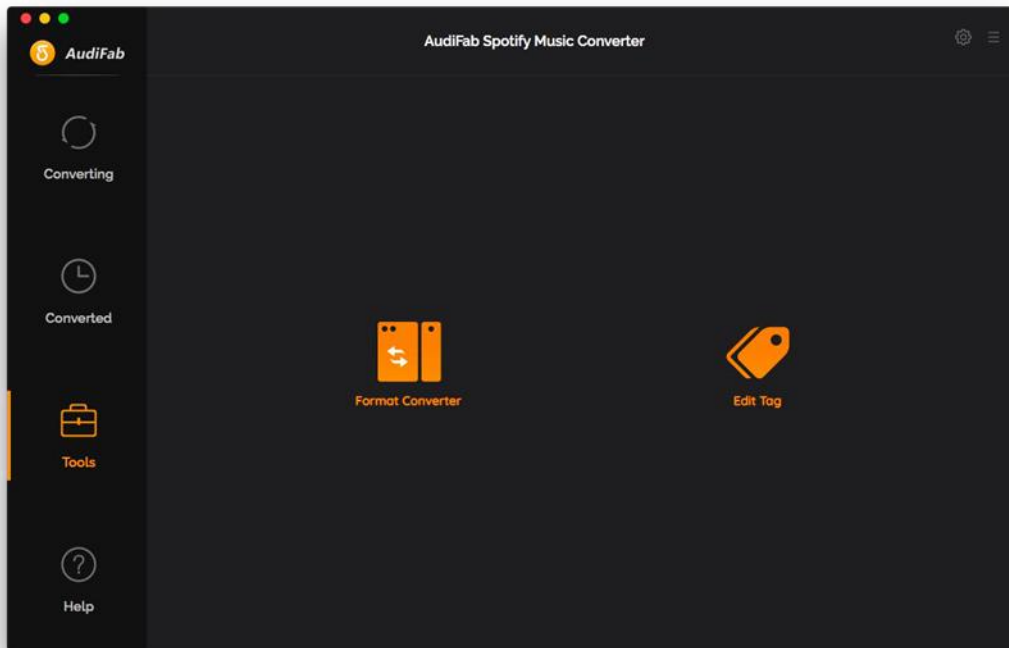 AudiFab
AudiFab Spotify Music Converter
Converting
Converted
Tools
Help
Format Converter
Edit Tag